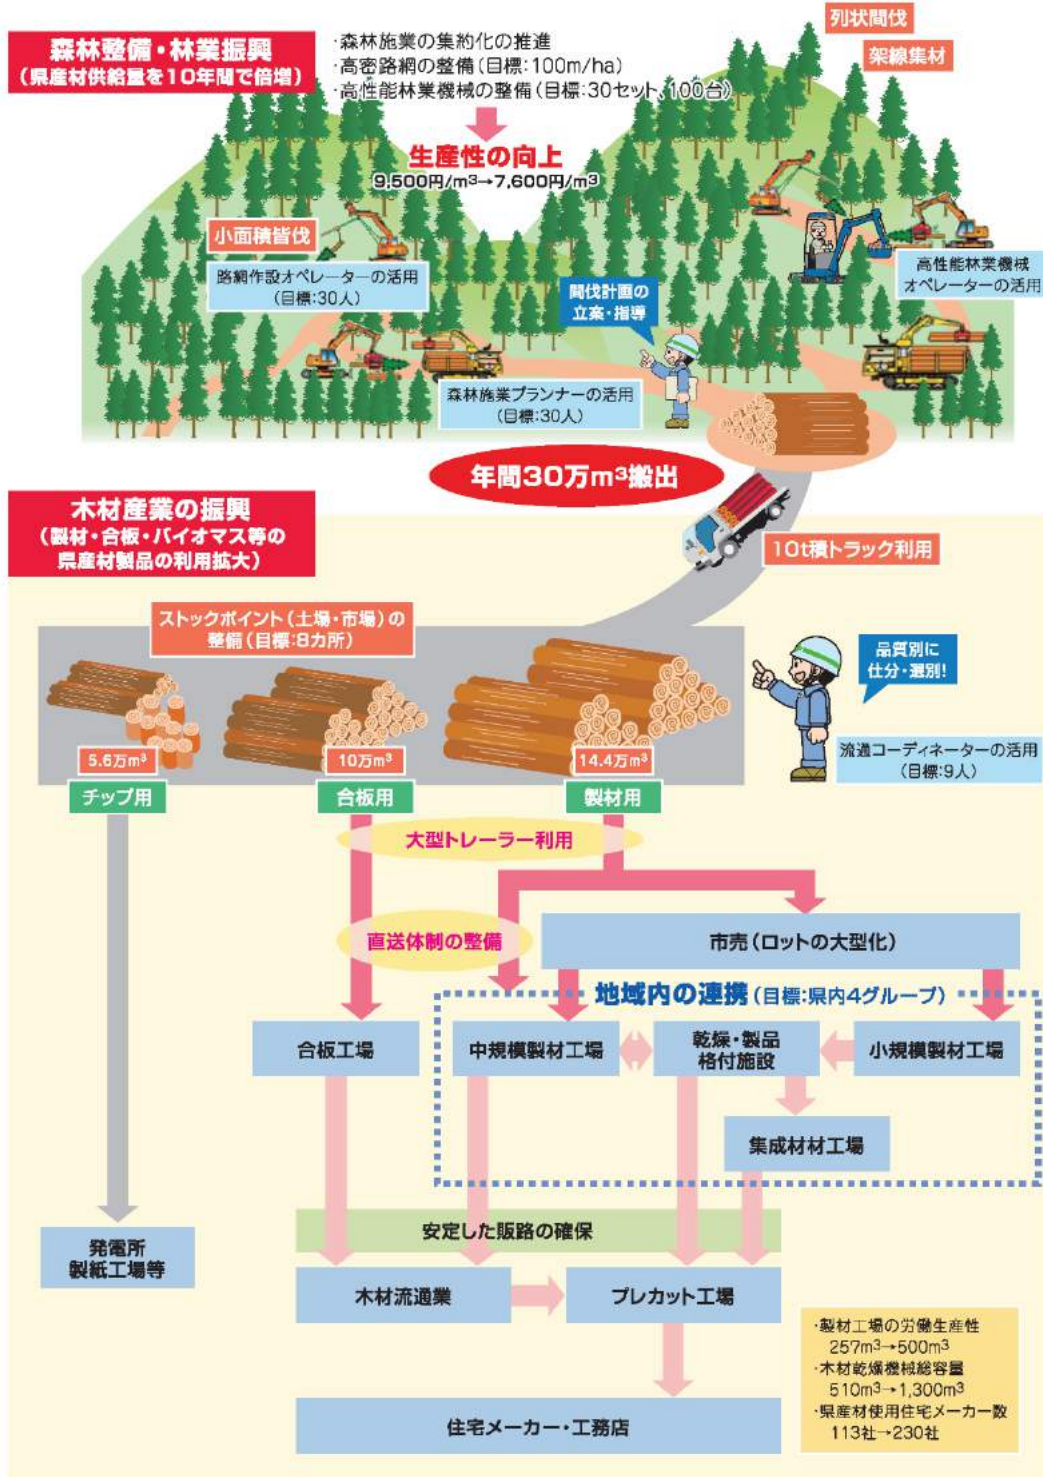 列状間伐
架線集材
森林整備・林業振興
（県産材供給量を10年間で倍増）
・森林施業の集約化の推進
・高密路網の整備（目標：100m/ha）
・高性能林業機械の整備（目標：30セット、100台）
生産性の向上
9,500円/m³→7,600円/m³
小面積皆伐
路網作設オペレーターの活用
（目標：30人）
間伐計画の
立案・指導
高性能林業機械
オペレーターの活用
森林施業プランナーの活用
（目標：30人）
年間30万m³搬出
木材産業の振興
（製材・合板・バイオマス等の
県産材製品の利用拡大）
10t積トラック利用
ストックポイント（土場・市場）の
整備（目標：8カ所）
品質別に
仕分・選別！
流通コーディネーターの活用
（目標：9人）
5.6万m³
10万m³
14.4万m³
チップ用
合板用
製材用
大型トレーラー利用
直送体制の整備
市売（ロットの大型化）
地域内の連携（目標：県内4グループ）
合板工場
中規模製材工場
乾燥・製品
格付施設
小規模製材工場
集成材材工場
安定した販路の確保
発電所
製紙工場等
木材流通業
プレカット工場
・製材工場の労働生産性
257m³→500m³
・木材乾燥機械総容量
510m³→1,300m³
・県産材使用住宅メーカー数
113社→230社
住宅メーカー・工務店